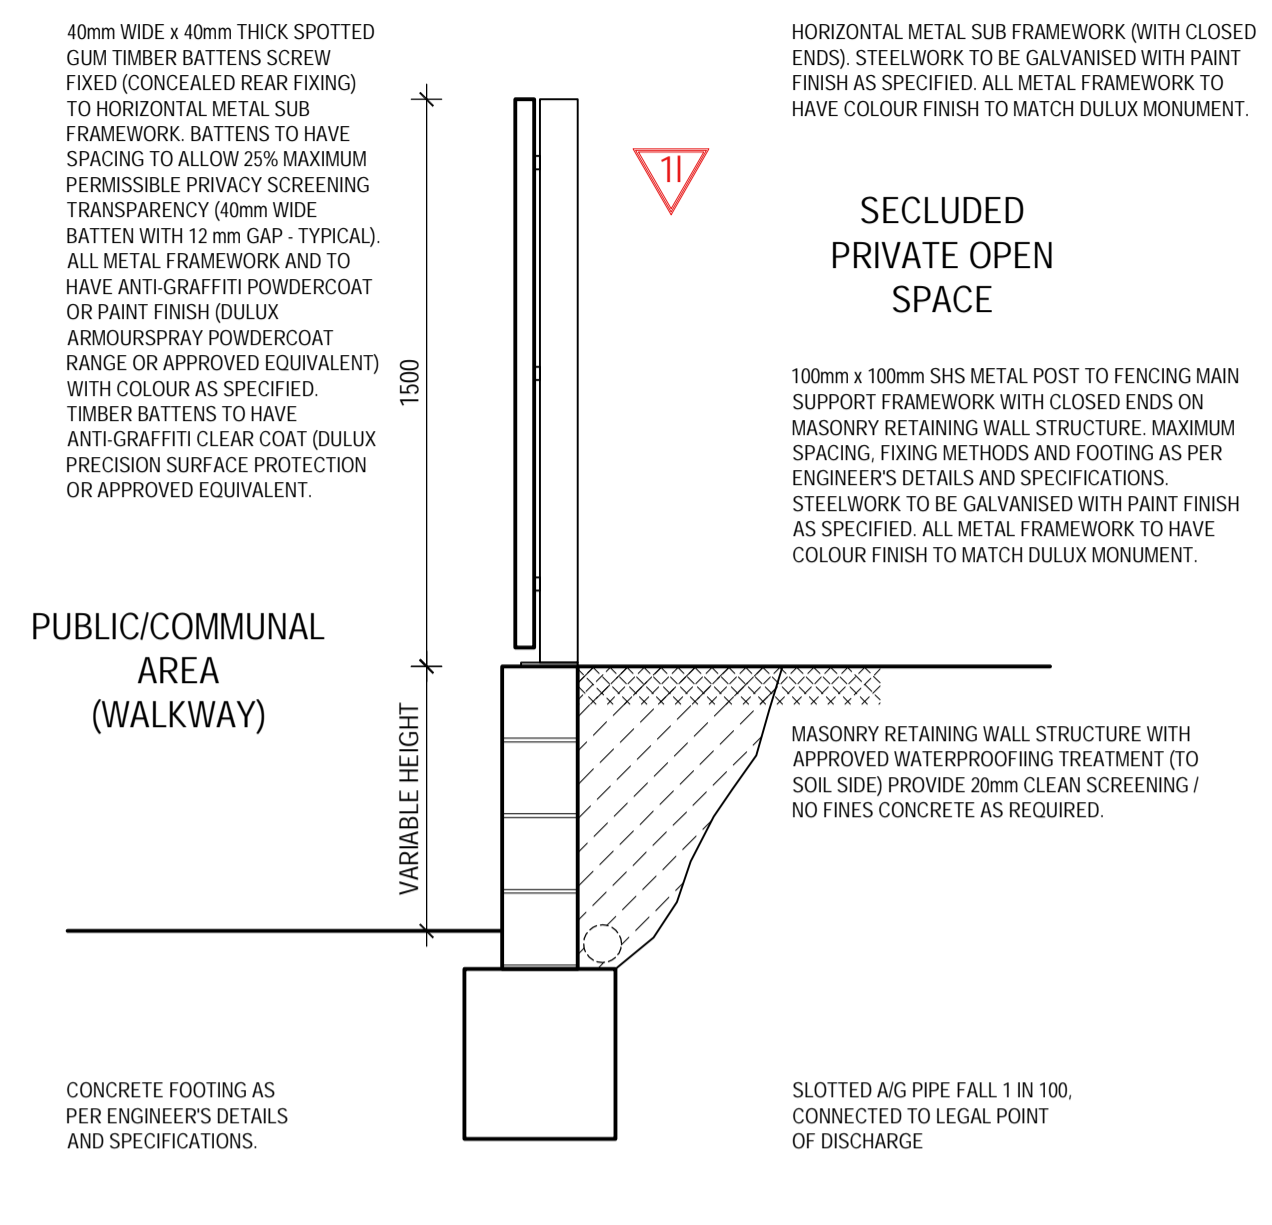 40mm WIDE x 40mm THICK SPOTTED
GUM TIMBER BATTENS SCREW
FIXED (CONCEALED REAR FIXING)
TO HORIZONTAL METAL SUB
FRAMEWORK. BATTENS TO HAVE
SPACING TO ALLOW 25% MAXIMUM
PERMISSIBLE PRIVACY SCREENING
TRANSPARENCY (40mm WIDE
BATTEN WITH 12 mm GAP - TYPICAL).
ALL METAL FRAMEWORK AND TO
HAVE ANTI-GRAFFITI POWDERCOAT
OR PAINT FINISH (DULUX
ARMOURSPRAY POWDERCOAT
RANGE OR APPROVED EQUIVALENT)
WITH COLOUR AS SPECIFIED.
TIMBER BATTENS TO HAVE
ANTI-GRAFFITI CLEAR COAT (DULUX
PRECISION SURFACE PROTECTION
OR APPROVED EQUIVALENT.
HORIZONTAL METAL SUB FRAMEWORK (WITH CLOSED
ENDS). STEELWORK TO BE GALVANISED WITH PAINT
FINISH AS SPECIFIED. ALL METAL FRAMEWORK TO
HAVE COLOUR FINISH TO MATCH DULUX MONUMENT.
1I
SECLUDED
PRIVATE OPEN
SPACE
1500
100mm x 100mm SHS METAL POST TO FENCING MAIN
SUPPORT FRAMEWORK WITH CLOSED ENDS ON
MASONRY RETAINING WALL STRUCTURE. MAXIMUM
SPACING, FIXING METHODS AND FOOTING AS PER
ENGINEER'S DETAILS AND SPECIFICATIONS.
STEELWORK TO BE GALVANISED WITH PAINT FINISH
AS SPECIFIED. ALL METAL FRAMEWORK TO HAVE
COLOUR FINISH TO MATCH DULUX MONUMENT.
PUBLIC/COMMUNAL
AREA
(WALKWAY)
VARIABLE HEIGHT
MASONRY RETAINING WALL STRUCTURE WITH
APPROVED WATERPROOFIING TREATMENT (TO
SOIL SIDE) PROVIDE 20mm CLEAN SCREENING /
NO FINES CONCRETE AS REQUIRED.
CONCRETE FOOTING AS
PER ENGINEER'S DETAILS
AND SPECIFICATIONS.
SLOTTED A/G PIPE FALL 1 IN 100,
CONNECTED TO LEGAL POINT
OF DISCHARGE